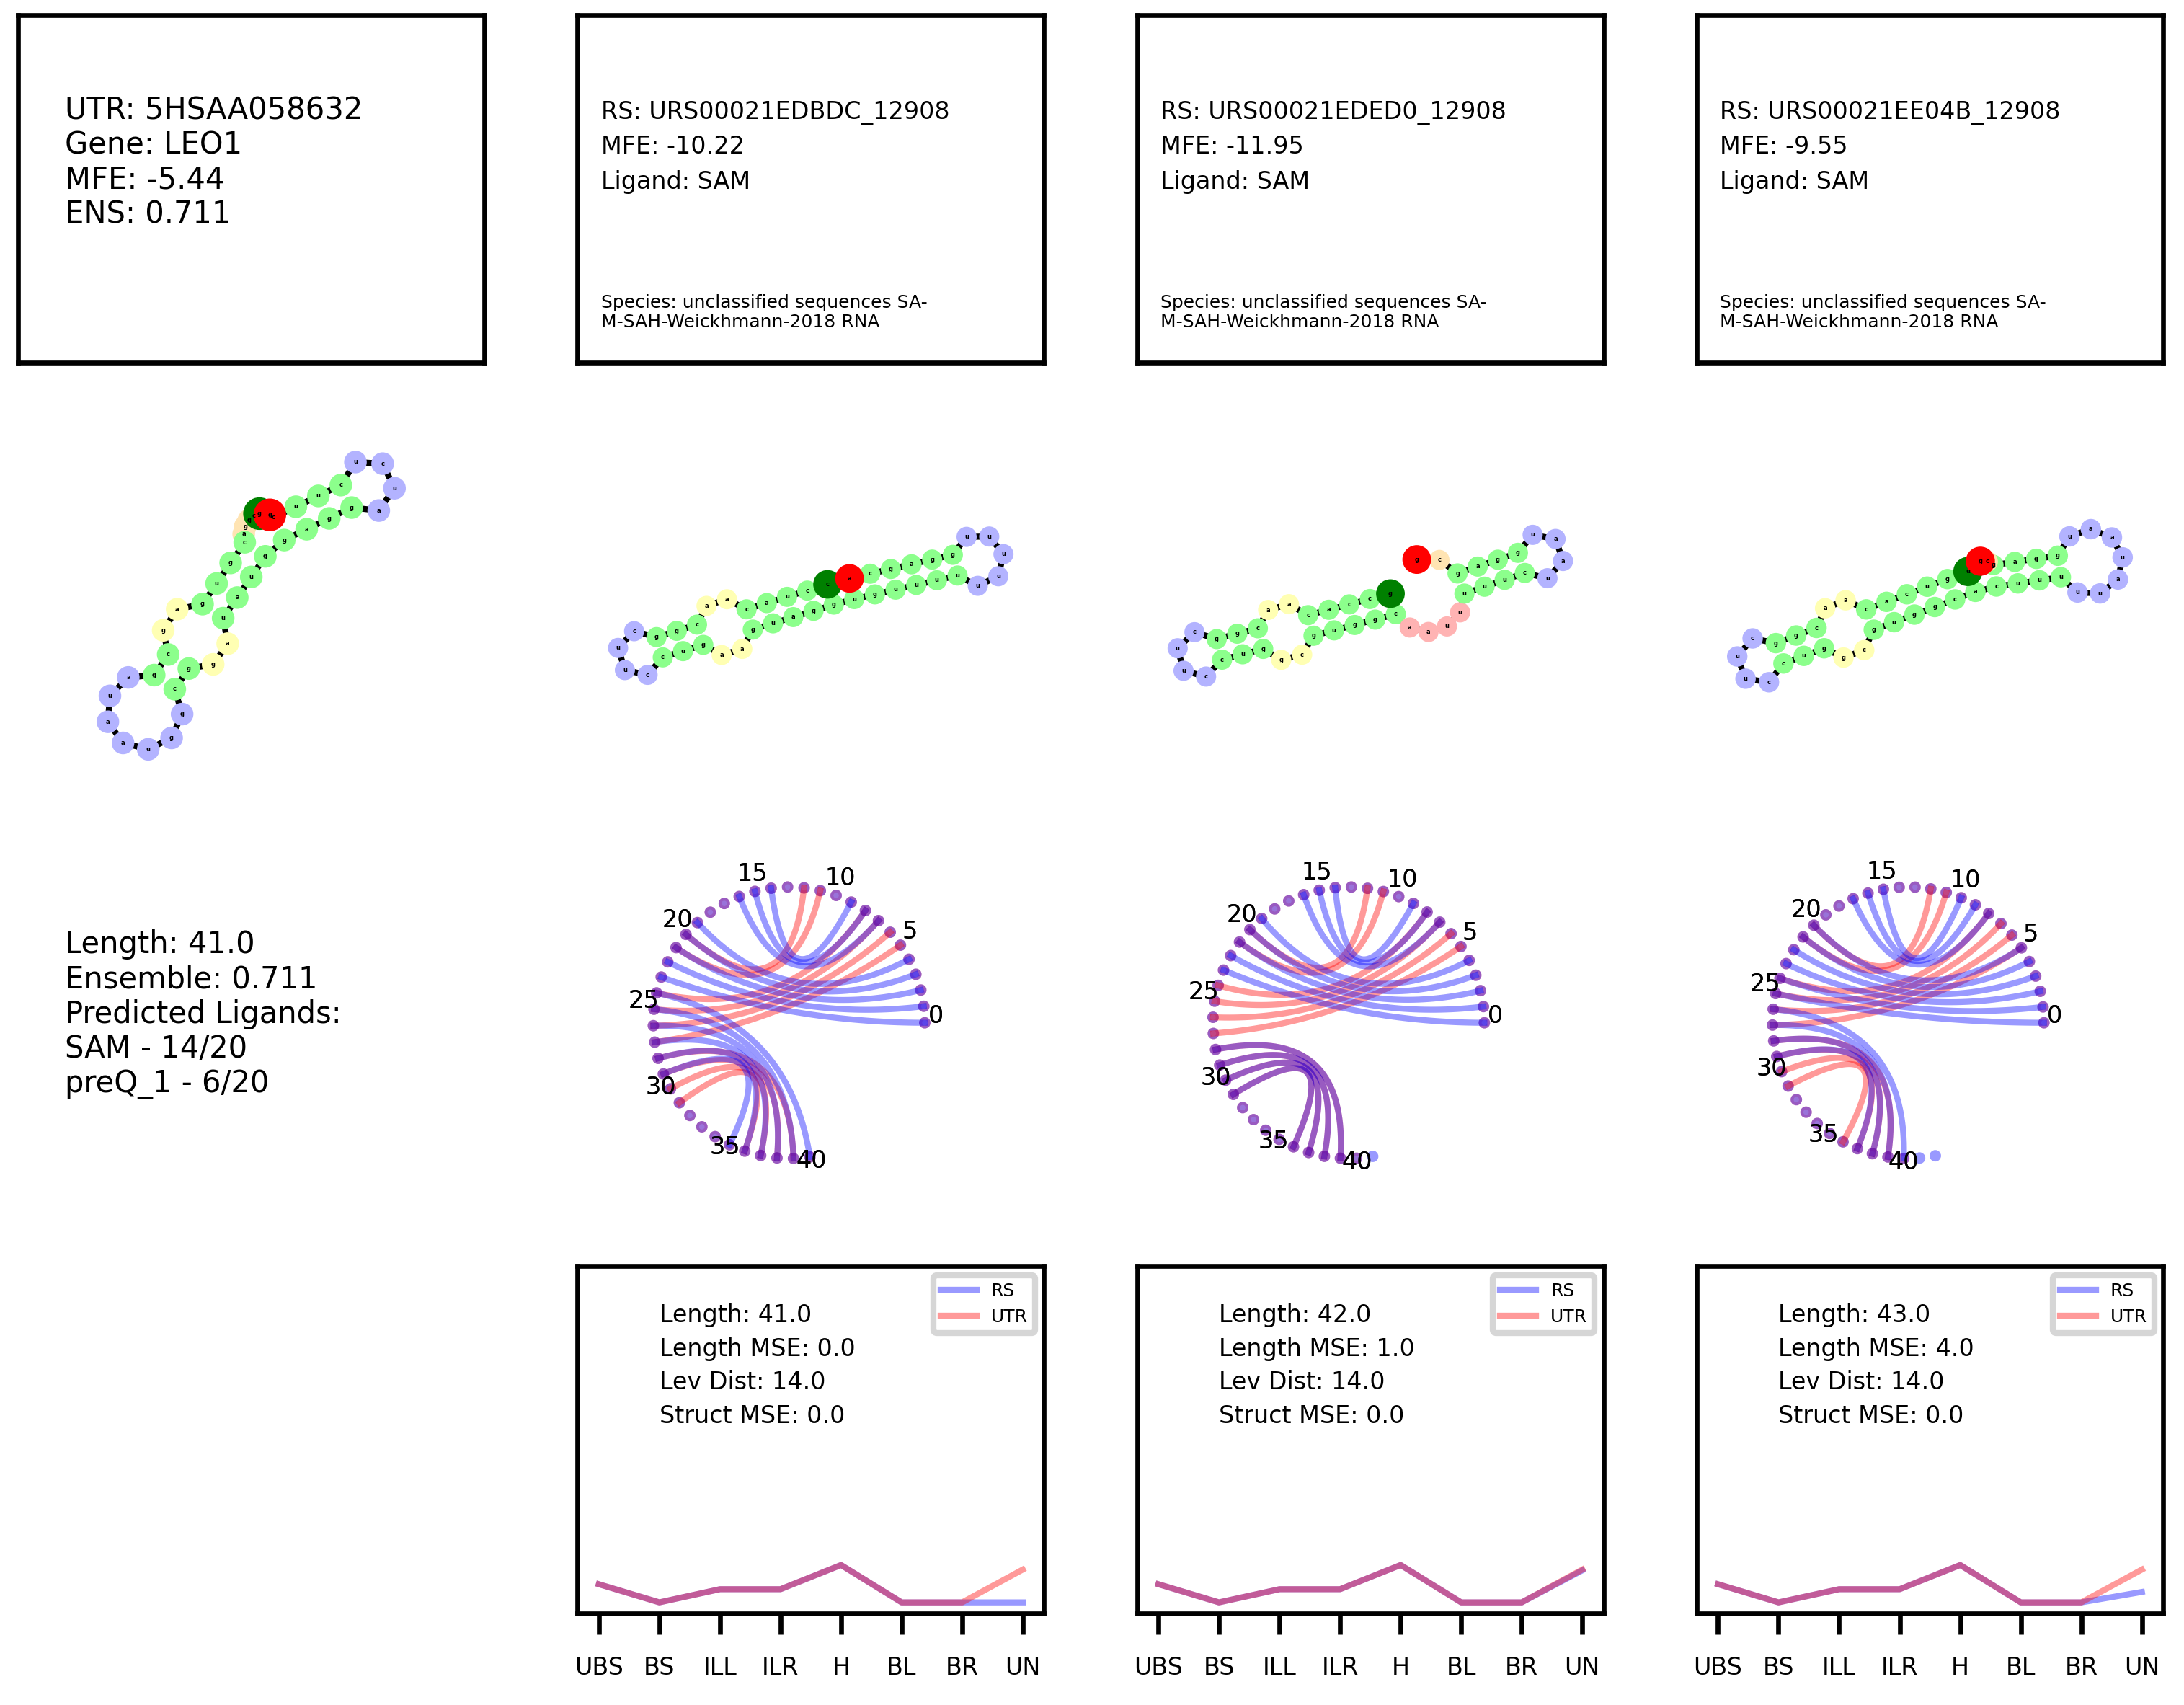 UTR: 5HSAA058632
Gene: LEO1
MFE: -5.44
ENS: 0.711
RS: URS00021EDBDC_12908
MFE: -10.22
Ligand: SAM
Species: unclassified sequences SA-
M-SAH-Weickhmann-2018 RNA
RS: URS00021EDED0_12908
MFE: -11.95
Ligand: SAM
Species: unclassified sequences SA-
M-SAH-Weickhmann-2018 RNA
RS: URS00021EE04B_12908
MFE: -9.55
Ligand: SAM
Species: unclassified sequences SA-
M-SAH-Weickhmann-2018 RNA
Length: 41.0
Ensemble: 0.711
Predicted Ligands:
SAM - 14/20
preQ_1 - 6/20
0
5
10
15
20
25
30
35
40
0
5
10
15
20
25
30
35
40
0
5
10
15
20
25
30
35
40
RS
UTR
Length: 41.0
Length MSE: 0.0
Lev Dist: 14.0
Struct MSE: 0.0
UBS BS ILL ILR H BL BR UN
RS
UTR
Length: 42.0
Length MSE: 1.0
Lev Dist: 14.0
Struct MSE: 0.0
UBS BS ILL ILR H BL BR UN
RS
UTR
Length: 43.0
Length MSE: 4.0
Lev Dist: 14.0
Struct MSE: 0.0
UBS BS ILL ILR H BL BR UN